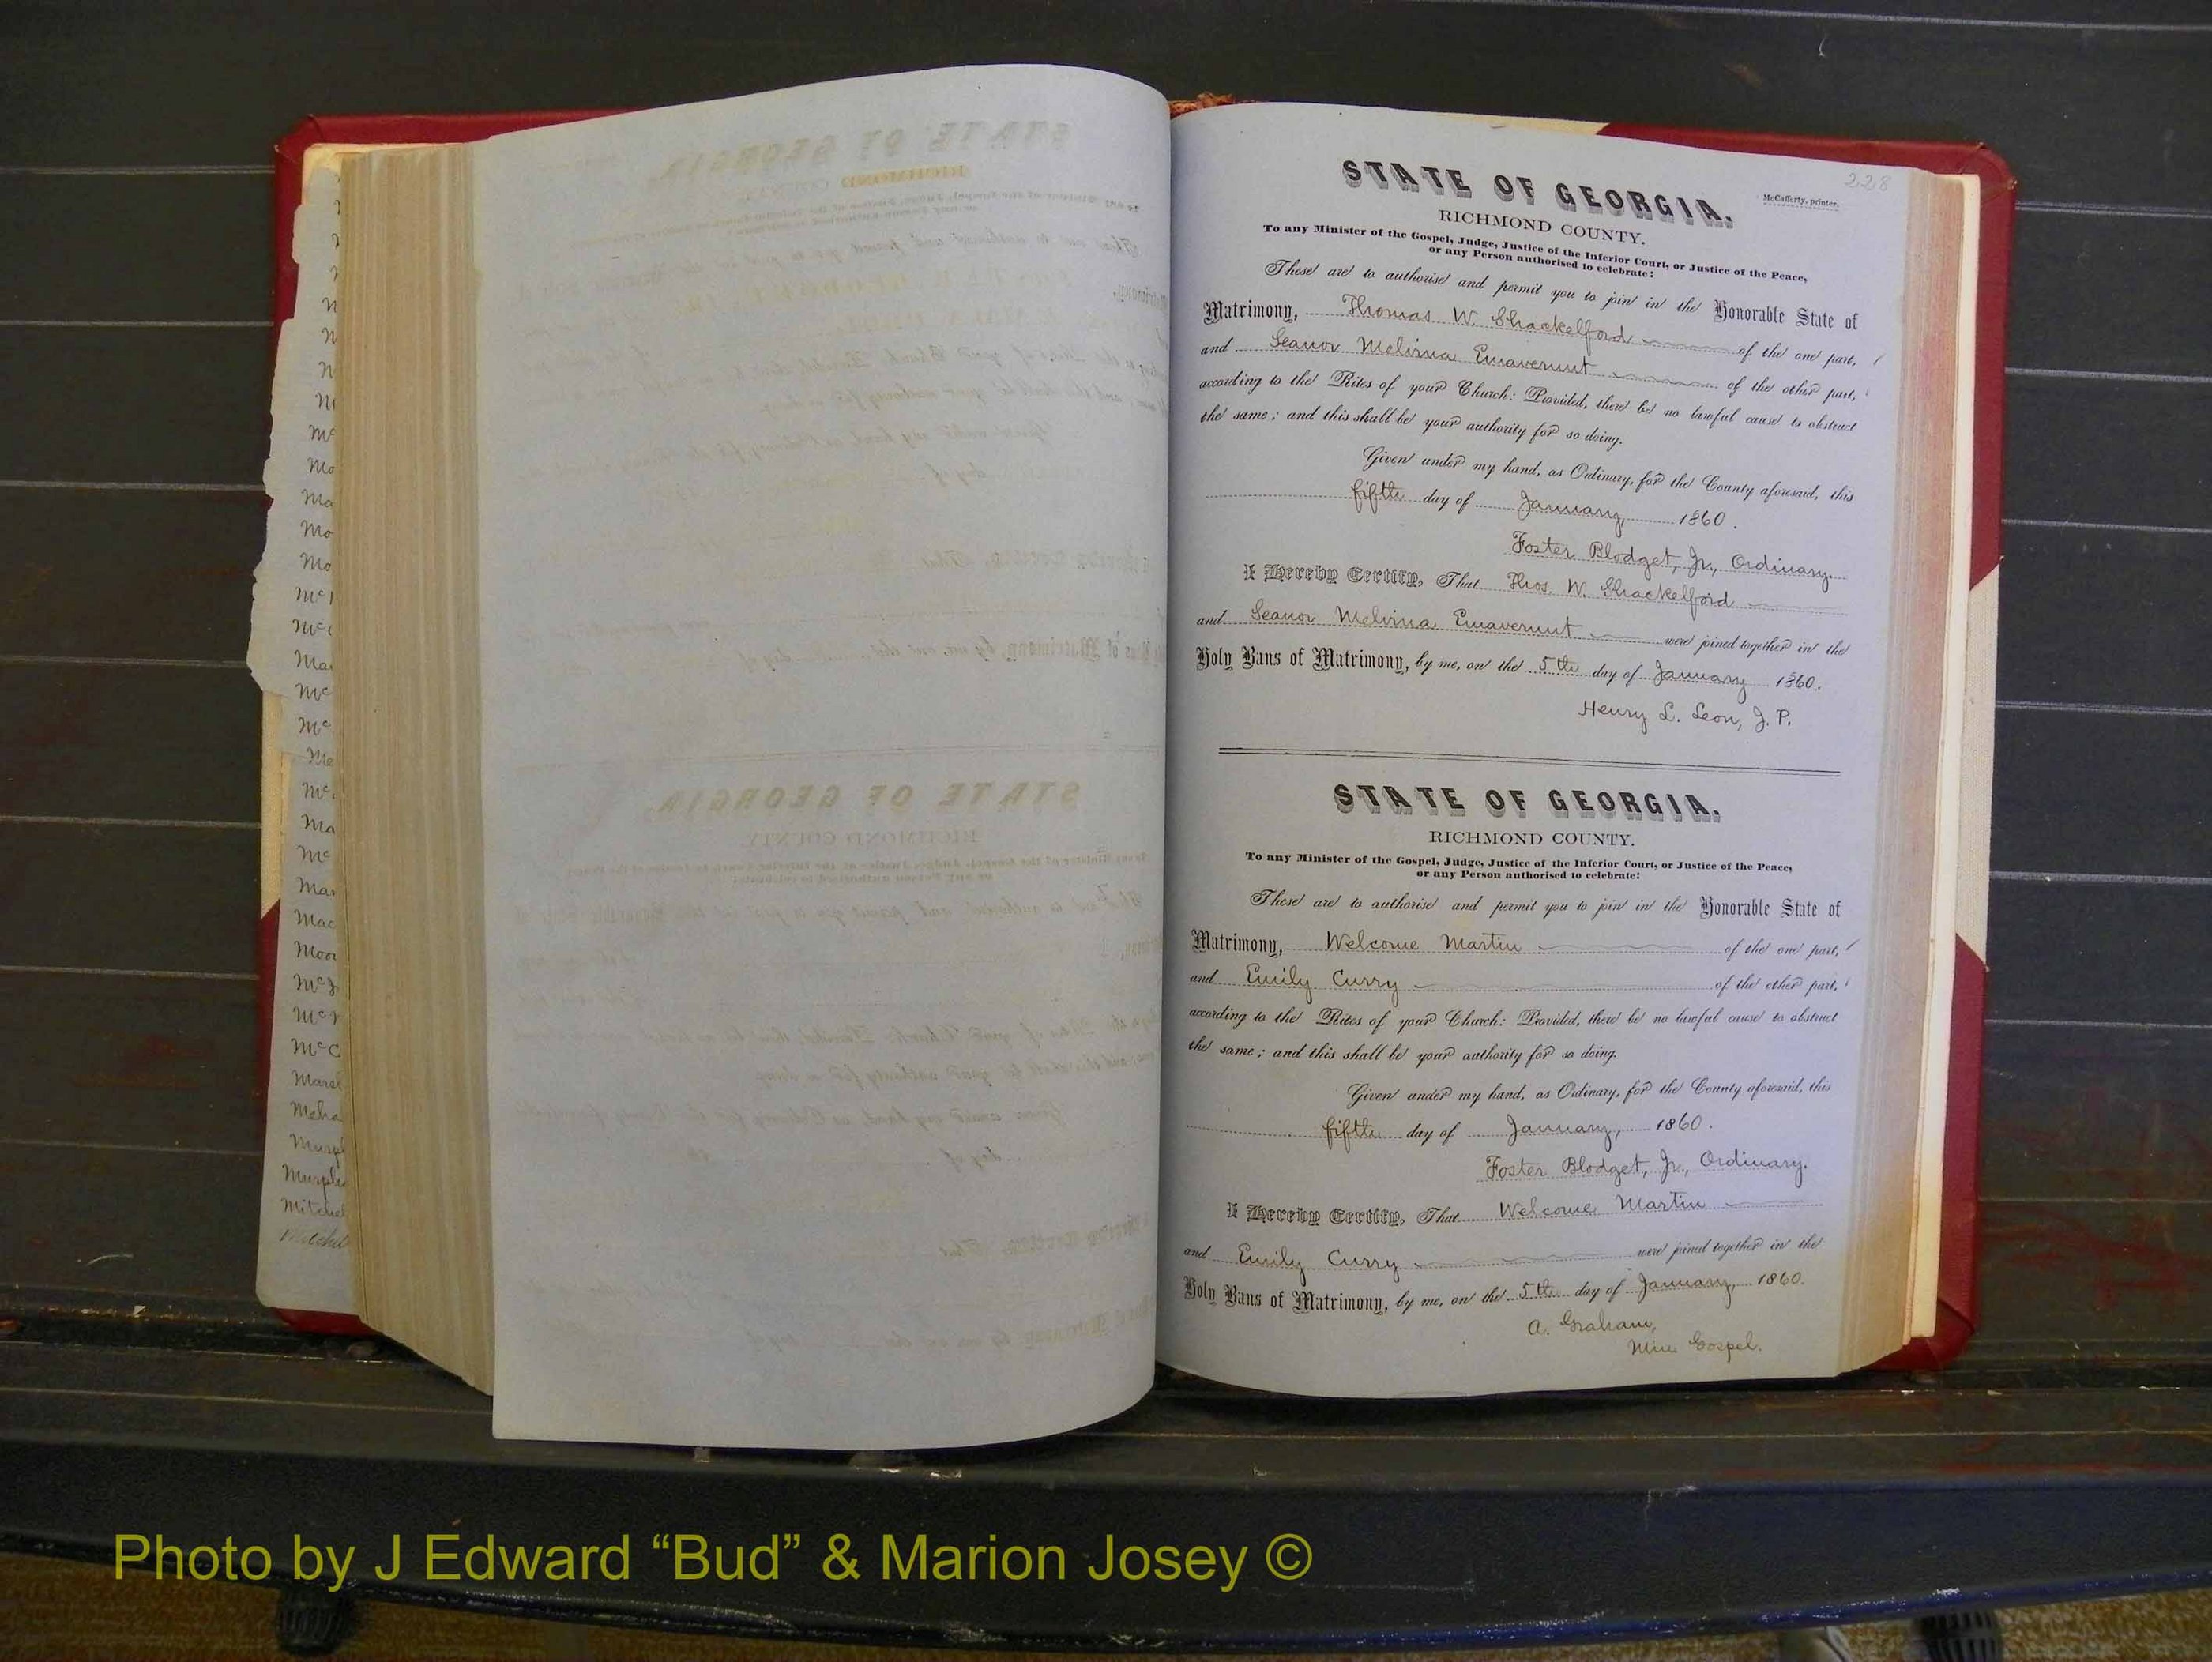 228
McCafferty, printer.
STATE OF GEORGIA.
RICHMOND COUNTY.
To any Minister of the Gospel, Judge, Justice of the Inferior Court, or Justice of the Peace,
or any Person authorised to celebrate:
These are to authorise and permit you to join in the Honorable State of
Matrimony, Thomas W. Shackelford of the one part,
and Seanor Melvina Emavernnt of the other part,
according to the Rites of your Church: Provided, there be no lawful cause to obstruct
the same; and this shall be your authority for so doing.
Given under my hand, as Ordinary, for the County aforesaid, this
fifth day of January 1860.
Foster Blodget, Jr., Ordinary.
I Hereby Certify, That Thos. W. Shackelford
and Seanor Melvina Emavernnt were joined together in the
Holy Bans of Matrimony, by me, on the 5th day of January 1860.
Henry L. Leon, J. P.
STATE OF GEORGIA.
RICHMOND COUNTY.
To any Minister of the Gospel, Judge, Justice of the Inferior Court, or Justice of the Peace,
or any Person authorised to celebrate:
These are to authorise and permit you to join in the Honorable State of
Matrimony, Welcome Martin of the one part,
and Emily Curry of the other part,
according to the Rites of your Church: Provided, there be no lawful cause to obstruct
the same; and this shall be your authority for so doing.
Given under my hand, as Ordinary, for the County aforesaid, this
fifth day of January, 1860.
Foster Blodget, Jr., Ordinary.
I Hereby Certify, That Welcome Martin
and Emily Curry were joined together in the
Holy Bans of Matrimony, by me, on the 5th day of January 1860.
A. Graham,
Min Gospel.
Photo by J Edward “Bud” & Marion Josey ©